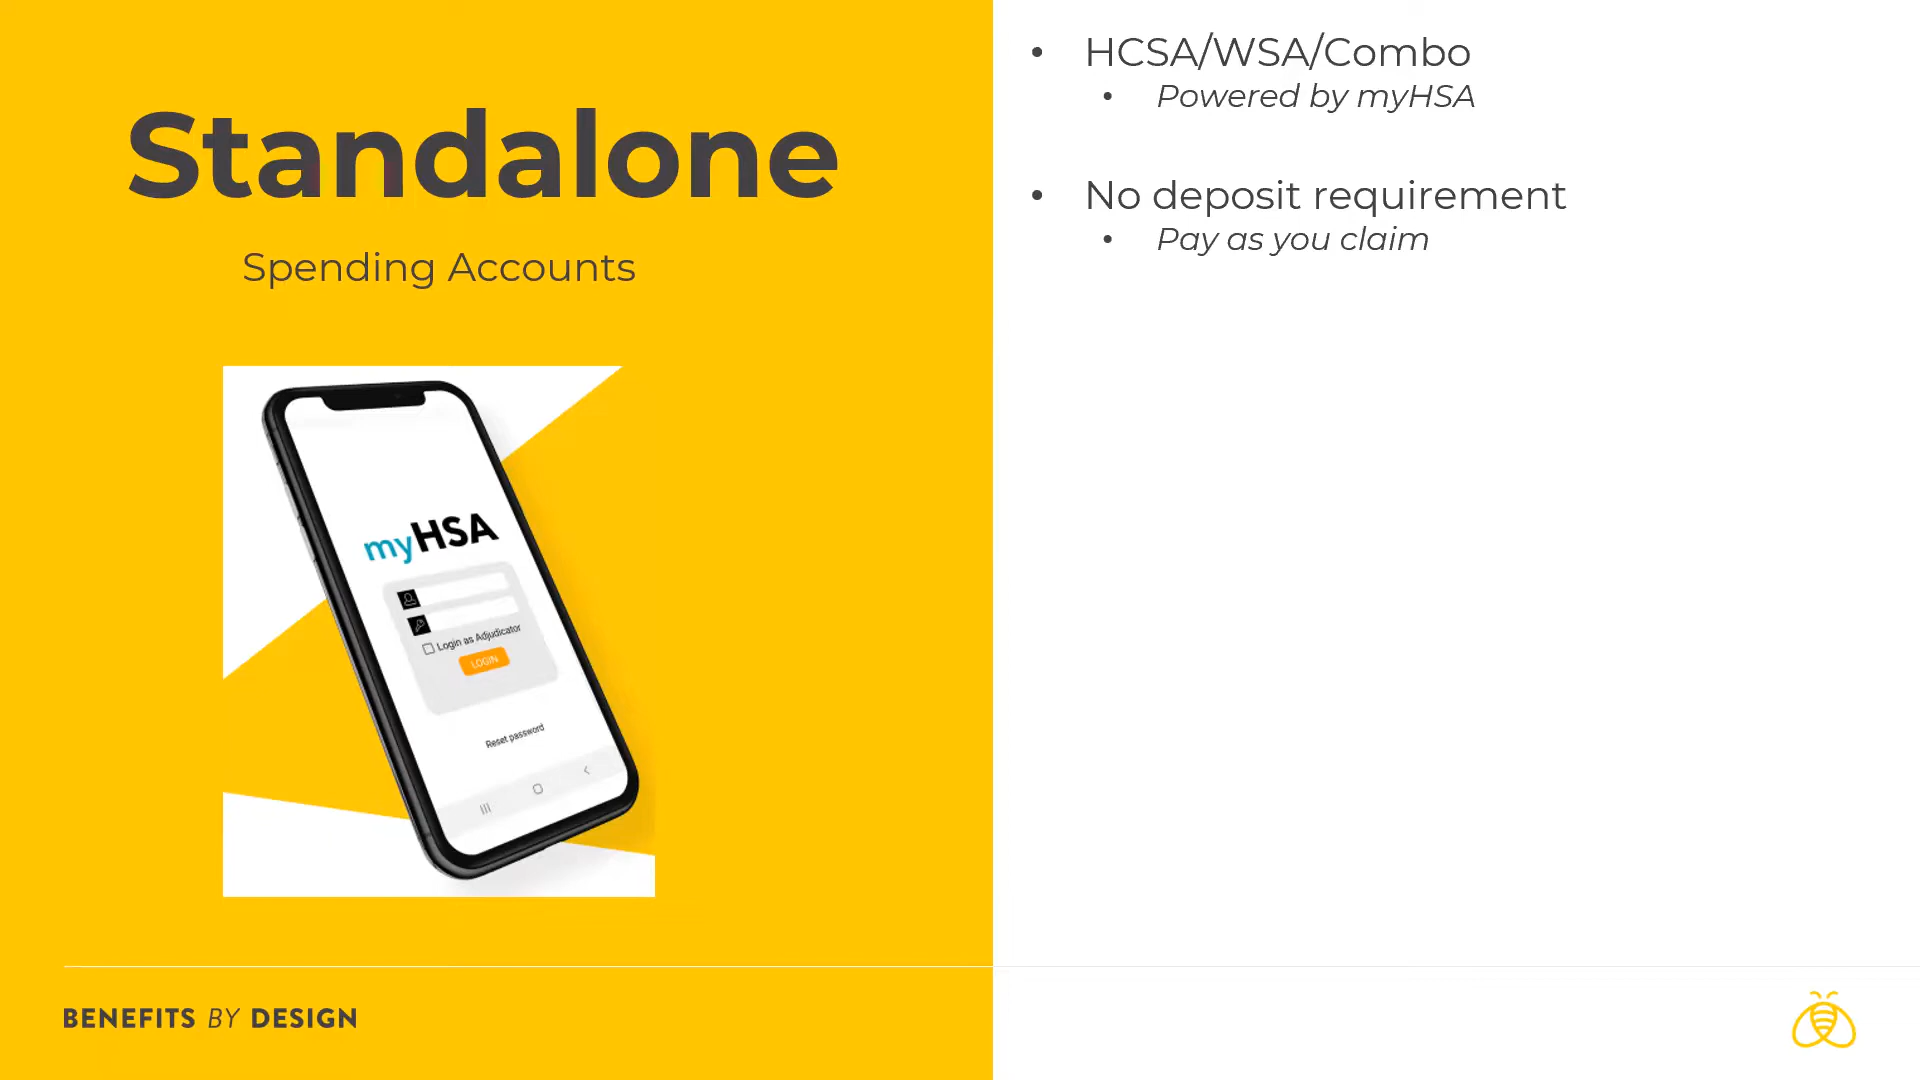 Standalone
Spending Accounts
myHSA
Login as Adjudicator
LOGIN
Reset password
BENEFITS BY DESIGN
• HCSA/WSA/Combo
• Powered by myHSA
• No deposit requirement
• Pay as you claim